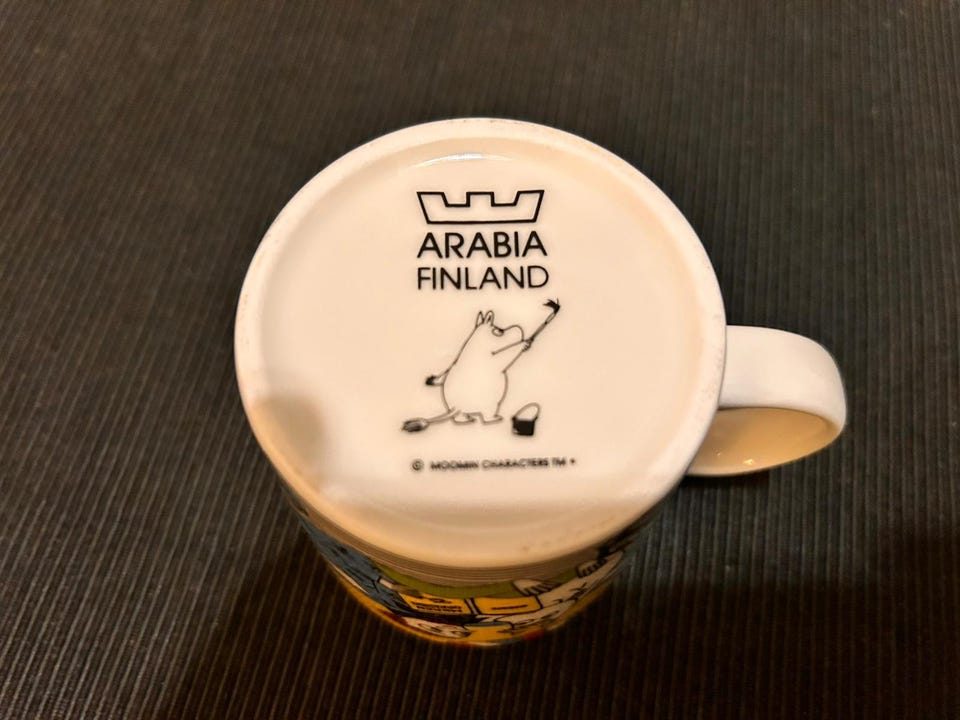 ARABIA
FINLAND
© MOOMIN CHARACTERS TM